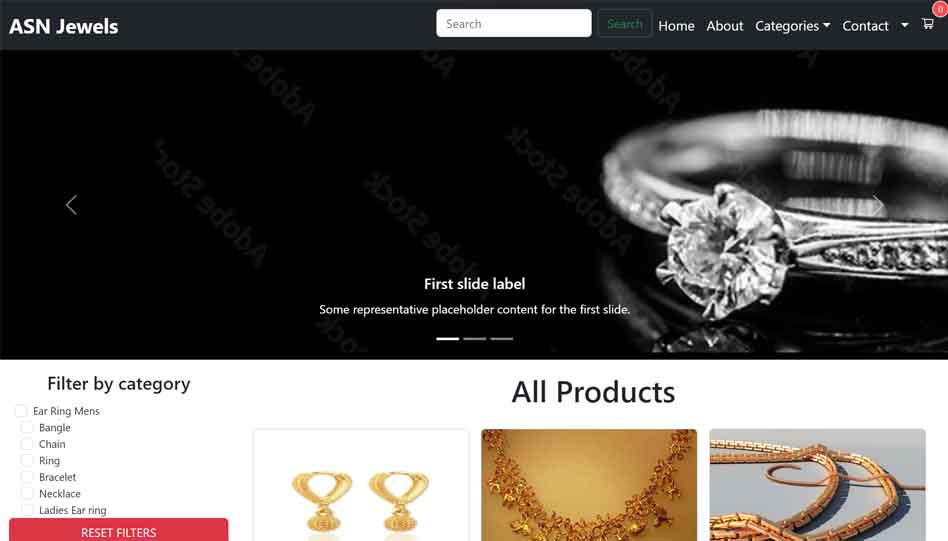 ASN Jewels
Search
Search
Home
About
Categories
Contact
0
Adobe Stock
Adobe Stock
Adobe Stock
First slide label
Some representative placeholder content for the first slide.
Filter by category
Ear Ring Mens
Bangle
Chain
Ring
Bracelet
Necklace
Ladies Ear ring
RESET FILTERS
All Products